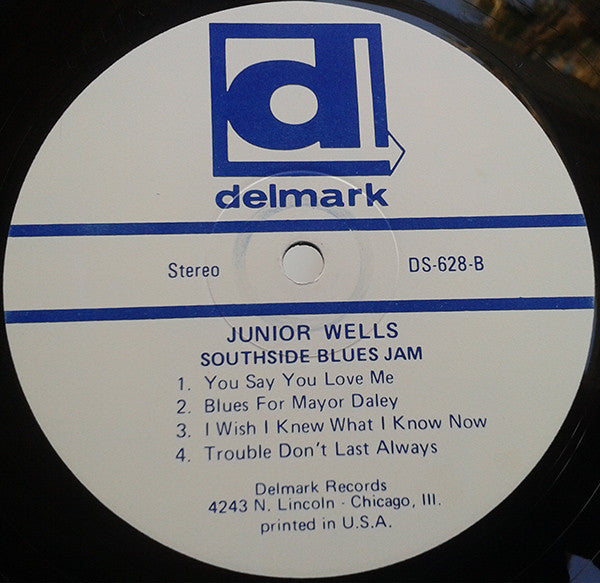 d
delmark
Stereo DS-628-B
JUNIOR WELLS
SOUTHSIDE BLUES JAM
1. You Say You Love Me
2. Blues For Mayor Daley
3. I Wish I Knew What I Know Now
4. Trouble Don't Last Always
Delmark Records
4243 N. Lincoln - Chicago, Ill.
printed in U.S.A.